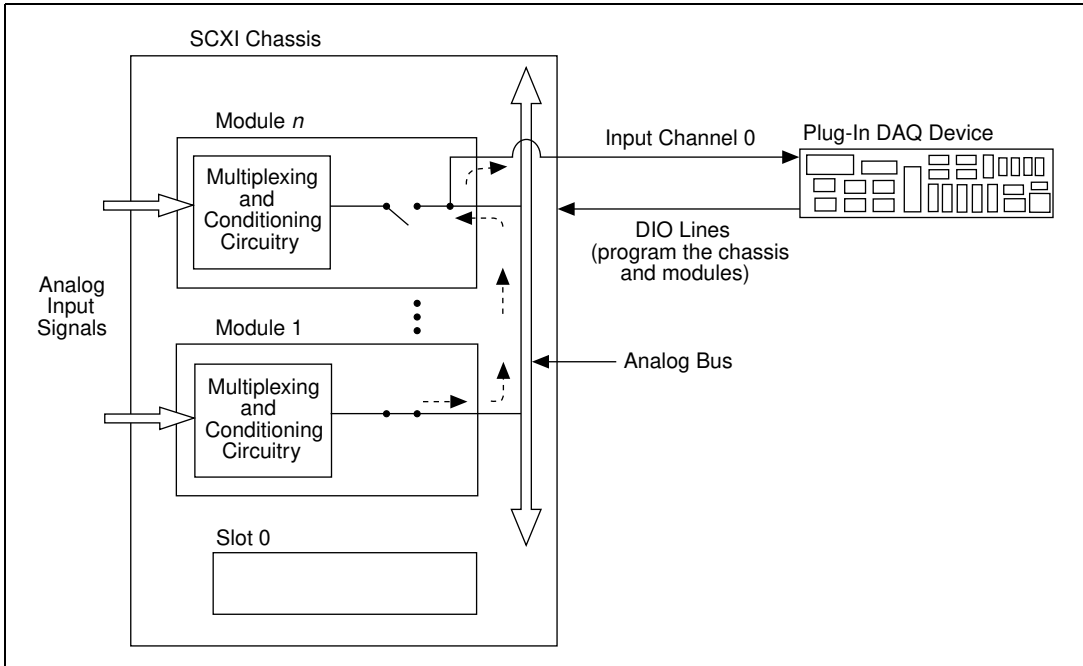 SCXI Chassis
Module n
Multiplexing
and
Conditioning
Circuitry
Input Channel 0
Plug-In DAQ Device
DIO Lines
(program the chassis
and modules)
Analog
Input
Signals
Module 1
Multiplexing
and
Conditioning
Circuitry
Analog Bus
Slot 0